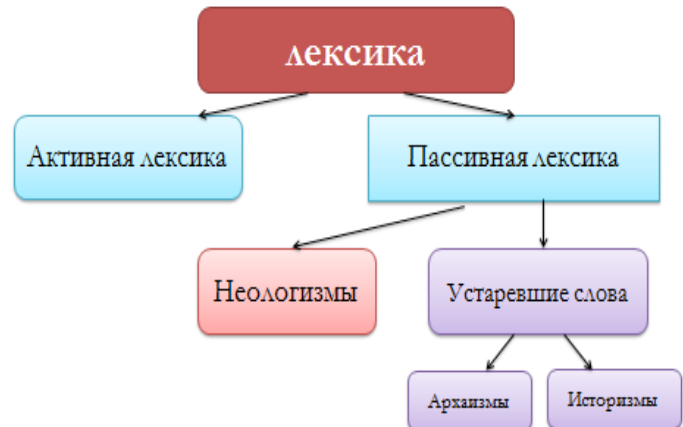 лексика
Активная лексика
Пассивная лексика
Неологизмы
Устаревшие слова
Архаизмы
Историзмы